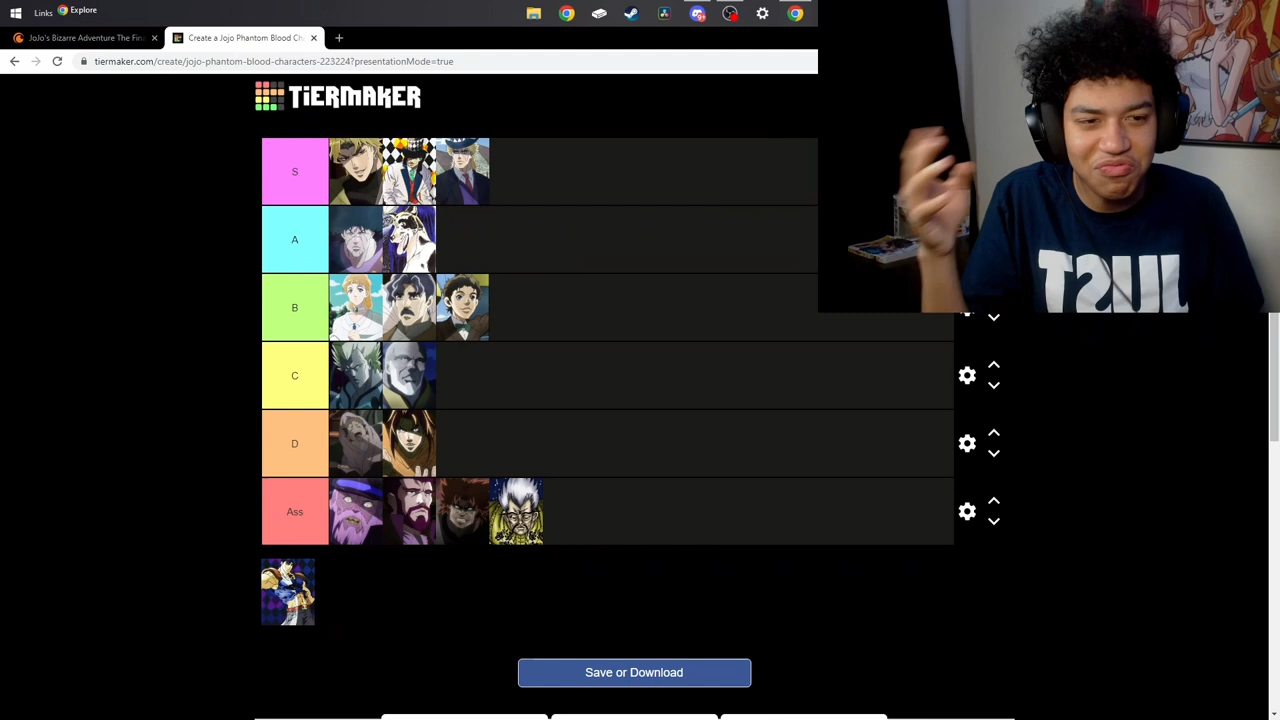 Links
Explore
JoJo's Bizarre Adventure The Fina
Create a Jojo Phantom Blood Ch
tiermaker.com/create/jojo-phantom-blood-characters-223224?presentationMode=true
TiERMAKER
S
A
B
C
D
Ass
JUST
Save or Download